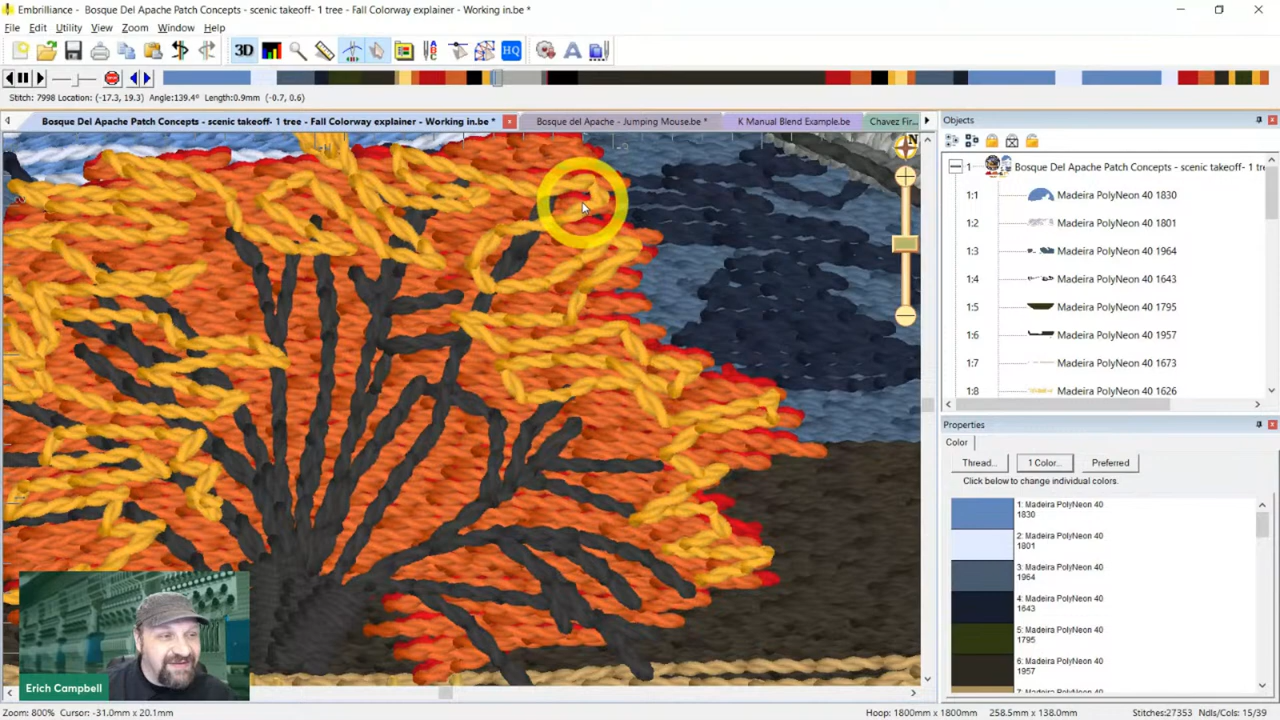 Embrilliance - Bosque Del Apache Patch Concepts - scenic takeoff- 1 tree - Fall Colorway explainer - Working in.be *
File Edit Utility View Zoom Window Help
3D
HQ
Stitch: 7998 Location: (-17.3, 19.3) Angle:139.4° Length:0.9mm (-0.7, 0.6)
Bosque Del Apache Patch Concepts - scenic takeoff- 1 tree - Fall Colorway explainer - Working in.be *
Bosque del Apache - Jumping Mouse.be *
K Manual Blend Example.be
Chavez Fir...
N
Objects
1 Bosque Del Apache Patch Concepts - scenic takeoff- 1 tre
1:1 Madeira PolyNeon 40 1830
1:2 Madeira PolyNeon 40 1801
1:3 Madeira PolyNeon 40 1964
1:4 Madeira PolyNeon 40 1643
1:5 Madeira PolyNeon 40 1795
1:6 Madeira PolyNeon 40 1957
1:7 Madeira PolyNeon 40 1673
1:8 Madeira PolyNeon 40 1626
Properties
Color
Thread... 1 Color... Preferred
Click below to change individual colors.
1: Madeira PolyNeon 40
1830
2: Madeira PolyNeon 40
1801
3: Madeira PolyNeon 40
1964
4: Madeira PolyNeon 40
1643
5: Madeira PolyNeon 40
1795
6: Madeira PolyNeon 40
1957
7: Madeira PolyNeon 40
Erich Campbell
Zoom: 800% Cursor: -31.0mm x 20.1mm
Hoop: 1800mm x 1800mm 258.5mm x 138.0mm Stitches:27353 Ndls/Cols: 15/39